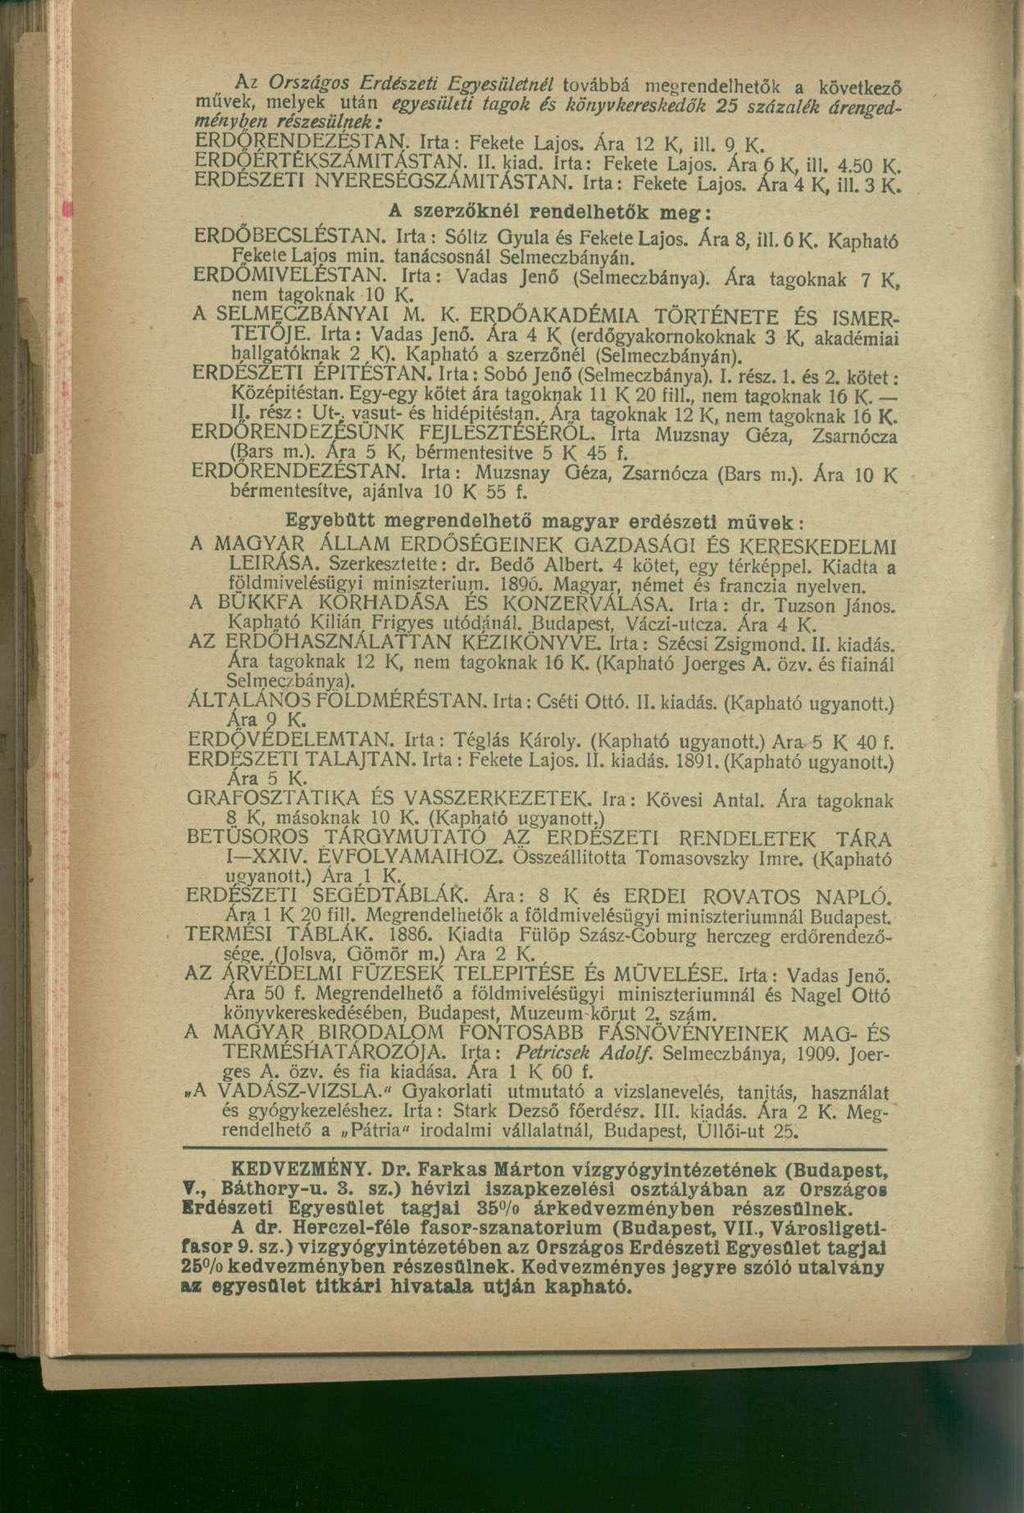 Az Országos Erdészeti Egyesületnél továbbá megrendelhetők a következő
művek, melyek után egyesületi tagok és könyvkereskedők 25 százalék árenged-
ményben részesülnek:
ERDŐRENDEZÉSTAN. Irta: Fekete Lajos. Ára 12 K, ill. 9 K.
ERDŐÉRTÉKSZÁMITÁSTAN. II. kiad. Irta: Fekete Lajos. Ára 6 K, ill. 4.50 K.
ERDÉSZETI NYERESÉGSZÁMITÁSTAN. Irta: Fekete Lajos. Ára 4 K, ill. 3 K.
A szerzőknél rendelhetők meg:
ERDŐBECSLÉSTAN. Irta: Sóltz Gyula és Fekete Lajos. Ára 8, ill. 6 K. Kapható
Fekete Lajos min. tanácsosnál Selmeczbányán.
ERDŐMIVELÉSTAN. Irta: Vadas Jenő (Selmeczbánya). Ára tagoknak 7 K,
nem tagoknak 10 K.
A SELMECZBÁNYAI M. K. ERDŐAKADÉMIA TÖRTÉNETE ÉS ISMER-
TETŐJE. Irta: Vadas Jenő. Ára 4 K (erdőgyakornokoknak 3 K, akadémiai
hallgatóknak 2 K). Kapható a szerzőnél (Selmeczbányán).
ERDÉSZETI ÉPITÉSTAN. Irta: Sobó Jenő (Selmeczbánya). I. rész. 1. és 2. kötet:
Középitéstan. Egy-egy kötet ára tagoknak 11 K 20 fill., nem tagoknak 16 K. —
II. rész: Ut-, vasut- és hidépitéstan. Ára tagoknak 12 K, nem tagoknak 16 K.
ERDŐRENDEZÉSÜNK FEJLESZTÉSÉRŐL. Irta Muzsnay Géza, Zsarnócza
(Bars m.). Ára 5 K, bérmentesitve 5 K 45 f.
ERDŐRENDEZÉSTAN. Irta: Muzsnay Géza, Zsarnócza (Bars m.). Ára 10 K
bérmentesítve, ajánlva 10 K 55 f.
Egyebütt megrendelhető magyar erdészeti művek:
A MAGYAR ÁLLAM ERDŐSÉGEINEK GAZDASÁGI ÉS KERESKEDELMI
LEIRÁSA. Szerkesztette: dr. Bedő Albert. 4 kötet, egy térképpel. Kiadta a
földmivelésügyi miniszterium. 1896. Magyar, német és franczia nyelven.
A BÜKKFA KORHADÁSA ÉS KONZERVÁLÁSA. Irta: dr. Tuzson János.
Kapható Kilián Frigyes utódánál. Budapest, Váczi-utcza. Ára 4 K.
AZ ERDŐHASZNÁLATTAN KÉZIKÖNYVE. Irta: Szécsi Zsigmond. II. kiadás.
Ára tagoknak 12 K, nem tagoknak 16 K. (Kapható Joerges A. özv. és fiainál
Selmeczbánya).
ÁLTALÁNOS FÖLDMÉRÉSTAN. Irta: Cséti Ottó. II. kiadás. (Kapható ugyanott.)
Ára 9 K.
ERDŐVÉDELEMTAN. Irta: Téglás Károly. (Kapható ugyanott.) Ara 5 K 40 f.
ERDÉSZETI TALAJTAN. Irta: Fekete Lajos. II. kiadás. 1891. (Kapható ugyanott.)
Ára 5 K.
GRAFOSZTATIKA ÉS VASSZERKEZETEK. Ira: Kövesi Antal. Ára tagoknak
8 K, másoknak 10 K. (Kapható ugyanott.)
BETÜSOROS TÁRGYMUTATÓ AZ ERDÉSZETI RENDELETEK TÁRA
I—XXIV. ÉVFOLYAMAIHOZ. Összeállitotta Tomasovszky Imre. (Kapható
ugyanott.) Ára 1 K.
ERDÉSZETI SEGÉDTÁBLÁK. Ára: 8 K és ERDEI ROVATOS NAPLÓ.
Ára 1 K 20 fill. Megrendelhetők a földmivelésügyi miniszteriumnál Budapest.
TERMÉSI TÁBLÁK. 1886. Kiadta Fülöp Szász-Coburg herczeg erdőrendező-
sége. (Jolsva, Gömör m.) Ara 2 K.
AZ ÁRVÉDELMI FÜZESEK TELEPITÉSE És MŰVELÉSE. Irta: Vadas Jenő.
Ára 50 f. Megrendelhető a földmivelésügyi miniszteriumnál és Nagel Ottó
könyvkereskedésében, Budapest, Muzeum-körut 2. szám.
A MAGYAR BIRODALOM FONTOSABB FÁSNÖVÉNYEINEK MAG- ÉS
TERMÉSHATÁROZÓJA. Irta: Petricsek Adolf. Selmeczbánya, 1909. Joer-
ges A. özv. és fia kiadása. Ára 1 K 60 f.
„A VADÁSZ-VIZSLA." Gyakorlati utmutató a vizslanevelés, tanitás, használat
és gyógykezeléshez. Irta: Stark Dezső főerdész. III. kiadás. Ára 2 K. Meg-
rendelhető a „Pátria" irodalmi vállalatnál, Budapest, Üllői-ut 25.
KEDVEZMÉNY. Dr. Farkas Márton vizgyógyintézetének (Budapest,
V., Báthory-u. 3. sz.) hévizi iszapkezelési osztályában az Országos
Erdészeti Egyesület tagjai 35% árkedvezményben részesülnek.
A dr. Herczel-féle fasor-szanatorium (Budapest, VII., Városligeti-
fasor 9. sz.) vizgyógyintézetében az Országos Erdészeti Egyesület tagjai
25% kedvezményben részesülnek. Kedvezményes jegyre szóló utalvány
az egyesület titkári hivatala utján kapható.